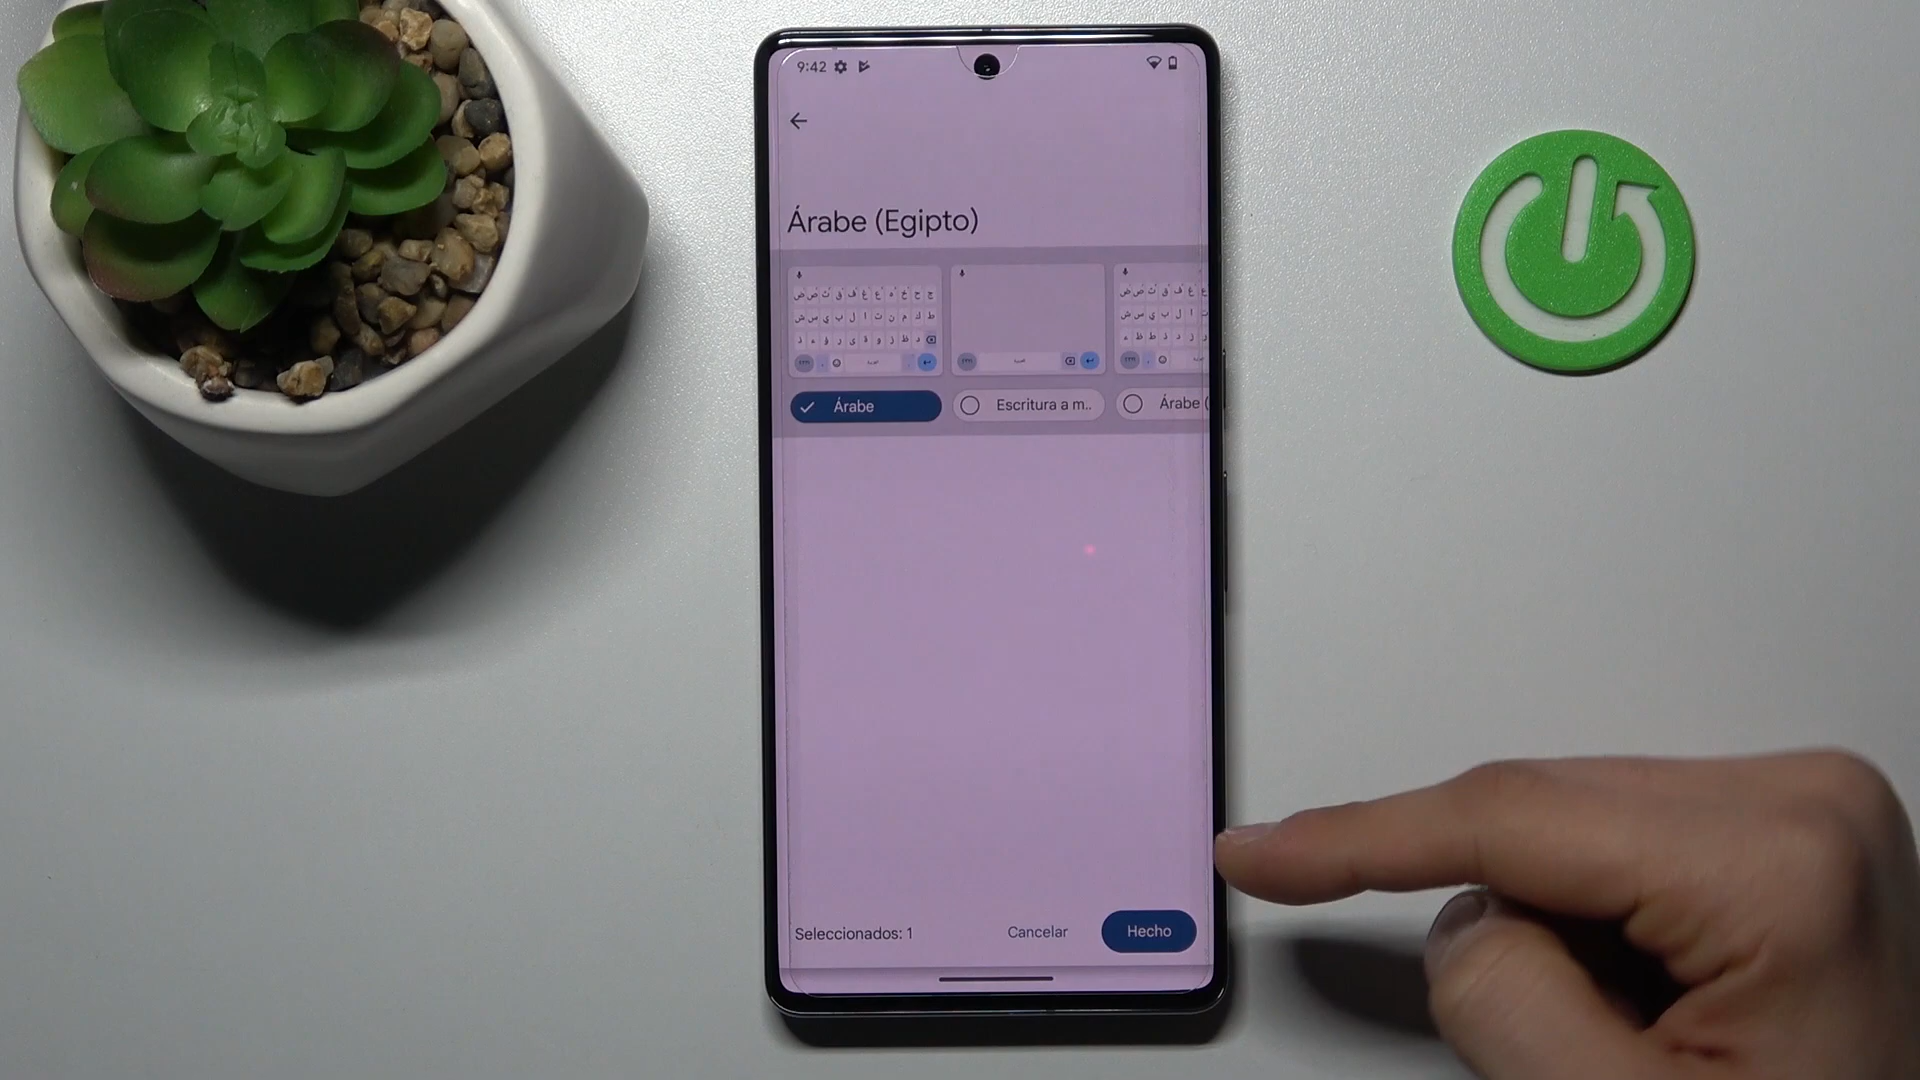 9:42
Árabe (Egipto)
Árabe
Escritura a m..
Árabe (
Seleccionados: 1
Cancelar
Hecho